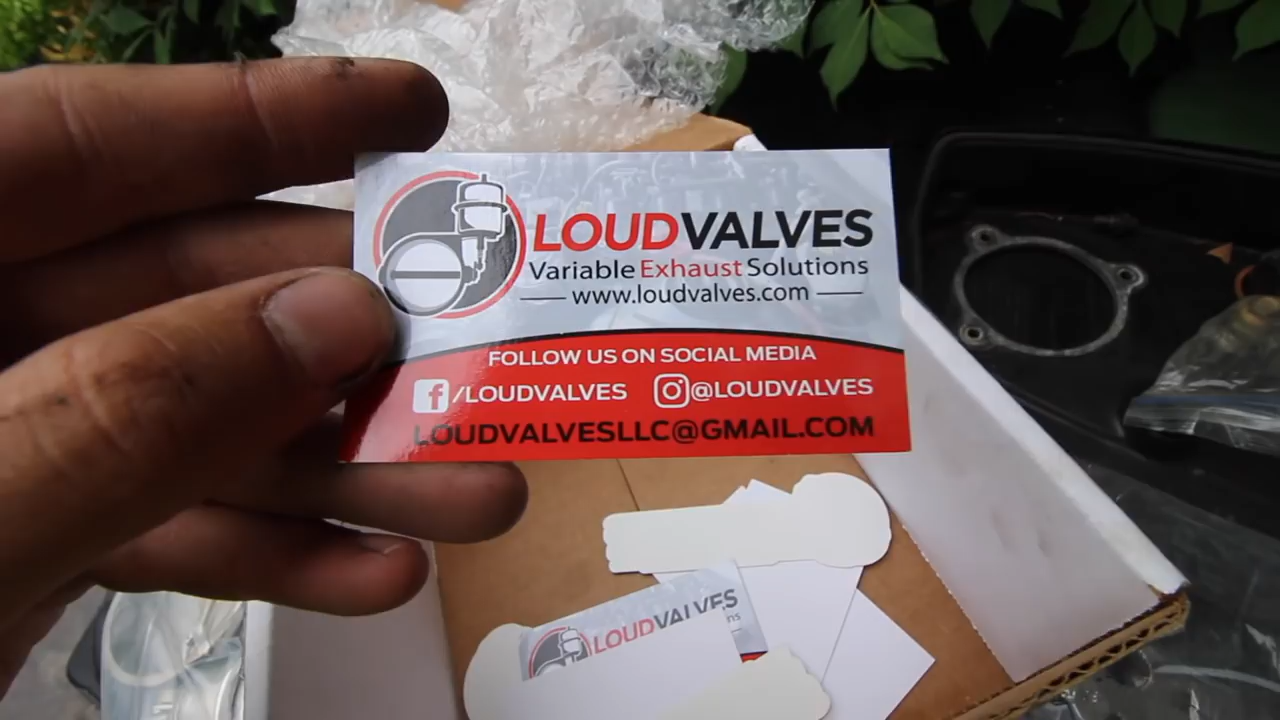 LOUDVALVES
Variable Exhaust Solutions
www.loudvalves.com
FOLLOW US ON SOCIAL MEDIA
f/LOUDVALVES @LOUDVALVES
LOUDVALVESLLC@GMAIL.COM
LOUDVALVES